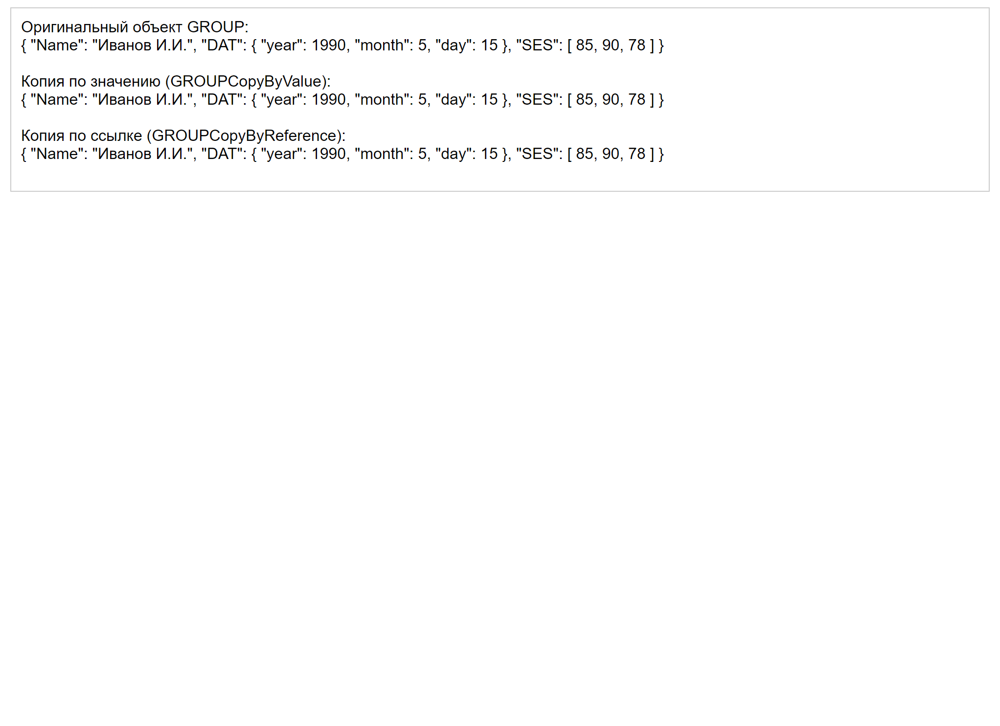 Оригинальный объект GROUP:
{ "Name": "Иванов И.И.", "DAT": { "year": 1990, "month": 5, "day": 15 }, "SES": [ 85, 90, 78 ] }
Копия по значению (GROUPCopyByValue):
{ "Name": "Иванов И.И.", "DAT": { "year": 1990, "month": 5, "day": 15 }, "SES": [ 85, 90, 78 ] }
Копия по ссылке (GROUPCopyByReference):
{ "Name": "Иванов И.И.", "DAT": { "year": 1990, "month": 5, "day": 15 }, "SES": [ 85, 90, 78 ] }